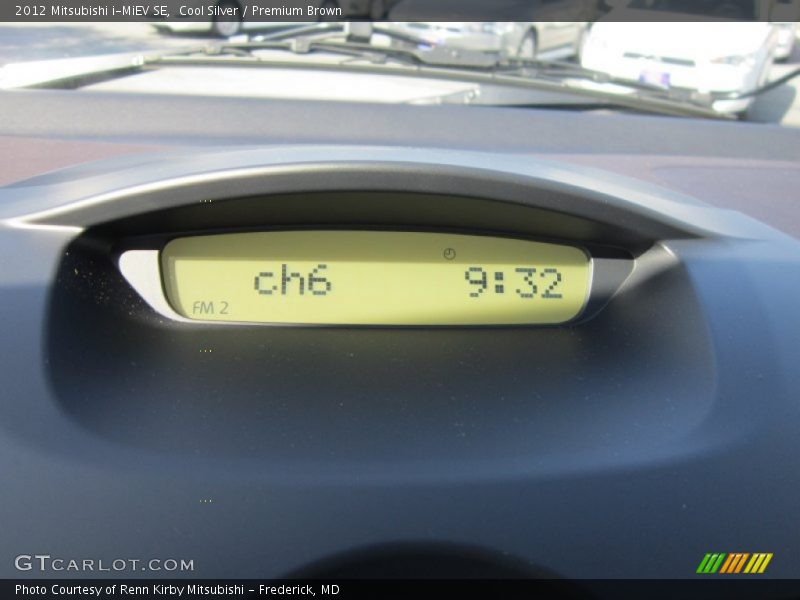 2012 Mitsubishi i-MiEV SE, Cool Silver / Premium Brown
ch6
9:32
FM 2
GTCARLOT.COM
Photo Courtesy of Renn Kirby Mitsubishi - Frederick, MD